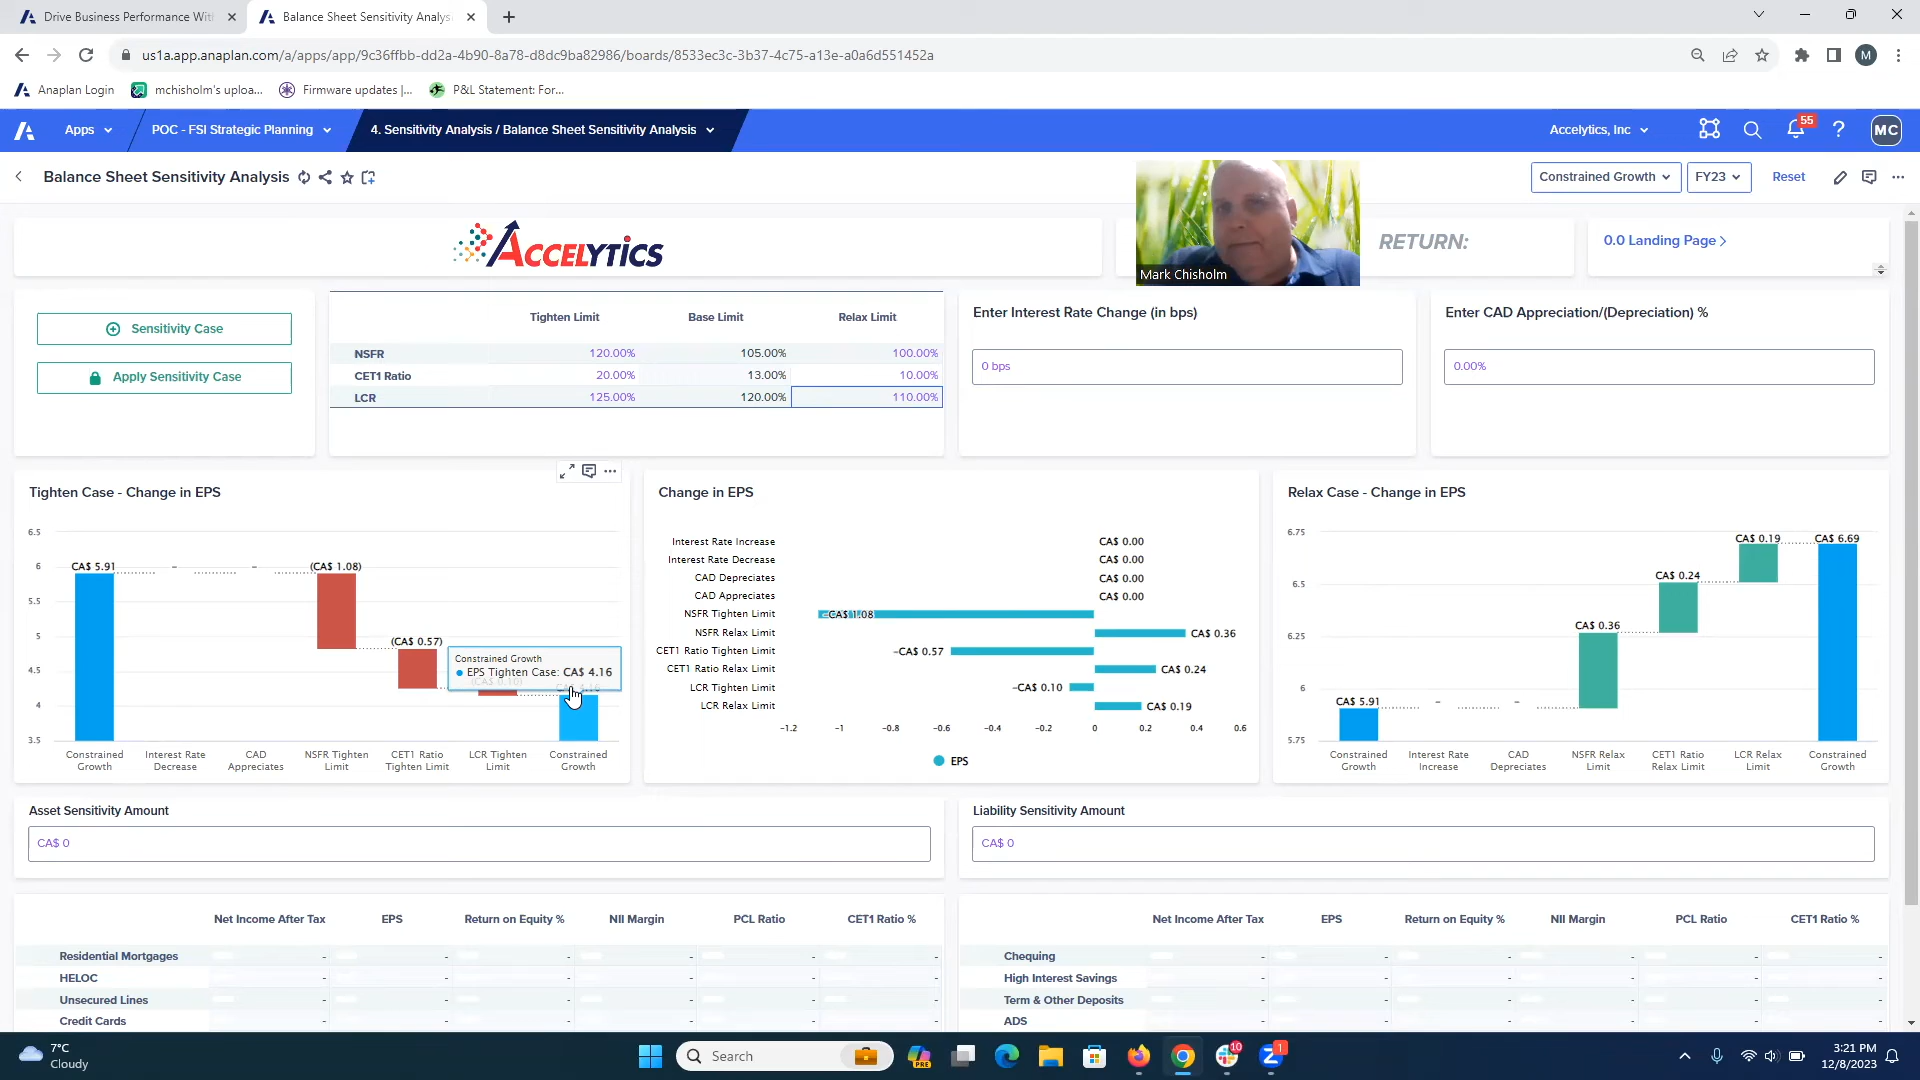 Drive Business Performance Wit
Balance Sheet Sensitivity Analys
us1a.app.anaplan.com/a/apps/app/9c36ffbb-dd2a-4b90-8a78-d8dc9ba82986/boards/8533ec3c-3b37-4c75-a13e-a0a6d551452a
M
Anaplan Login mchisholm's uploa... Firmware updates |... P&L Statement: For...
Apps POC - FSI Strategic Planning 4. Sensitivity Analysis / Balance Sheet Sensitivity Analysis Accelytics, Inc 55 ? MC
Balance Sheet Sensitivity Analysis Constrained Growth FY23 Reset
ACCELYTICS
Mark Chisholm
RETURN:
0.0 Landing Page
Sensitivity Case
Apply Sensitivity Case
Tighten Limit Base Limit Relax Limit
NSFR 120.00% 105.00% 100.00%
CET1 Ratio 20.00% 13.00% 10.00%
LCR 125.00% 120.00% 110.00%
Enter Interest Rate Change (in bps)
0 bps
Enter CAD Appreciation/(Depreciation) %
0.00%
Tighten Case - Change in EPS
6.5
6
5.5
5
4.5
4
3.5
CA$ 5.91
-
-
(CA$ 1.08)
(CA$ 0.57)
(CA$ 0.10)
Constrained Growth
EPS Tighten Case: CA$ 4.16
Constrained Growth
Interest Rate Decrease
CAD Appreciates
NSFR Tighten Limit
CET1 Ratio Tighten Limit
LCR Tighten Limit
Constrained Growth
Change in EPS
Interest Rate Increase CA$ 0.00
Interest Rate Decrease CA$ 0.00
CAD Depreciates CA$ 0.00
CAD Appreciates CA$ 0.00
NSFR Tighten Limit -CA$ 1.08
NSFR Relax Limit CA$ 0.36
CET1 Ratio Tighten Limit -CA$ 0.57
CET1 Ratio Relax Limit CA$ 0.24
LCR Tighten Limit -CA$ 0.10
LCR Relax Limit CA$ 0.19
-1.2 -1 -0.8 -0.6 -0.4 -0.2 0 0.2 0.4 0.6
EPS
Relax Case - Change in EPS
6.75
6.5
6.25
6
5.75
CA$ 5.91
-
-
CA$ 0.36
CA$ 0.24
CA$ 0.19
CA$ 6.69
Constrained Growth
Interest Rate Increase
CAD Depreciates
NSFR Relax Limit
CET1 Ratio Relax Limit
LCR Relax Limit
Constrained Growth
Asset Sensitivity Amount
CA$ 0
Liability Sensitivity Amount
CA$ 0
Net Income After Tax EPS Return on Equity % NII Margin PCL Ratio CET1 Ratio %
Residential Mortgages - - - - - -
HELOC - - - - - -
Unsecured Lines - - - - - -
Credit Cards - - - - - -
Net Income After Tax EPS Return on Equity % NII Margin PCL Ratio CET1 Ratio %
Chequing - - - - - -
High Interest Savings - - - - - -
Term & Other Deposits - - - - - -
ADS - - - - - -
7°C
Cloudy
Search
PRE
10
Z
1
3:21 PM
12/8/2023